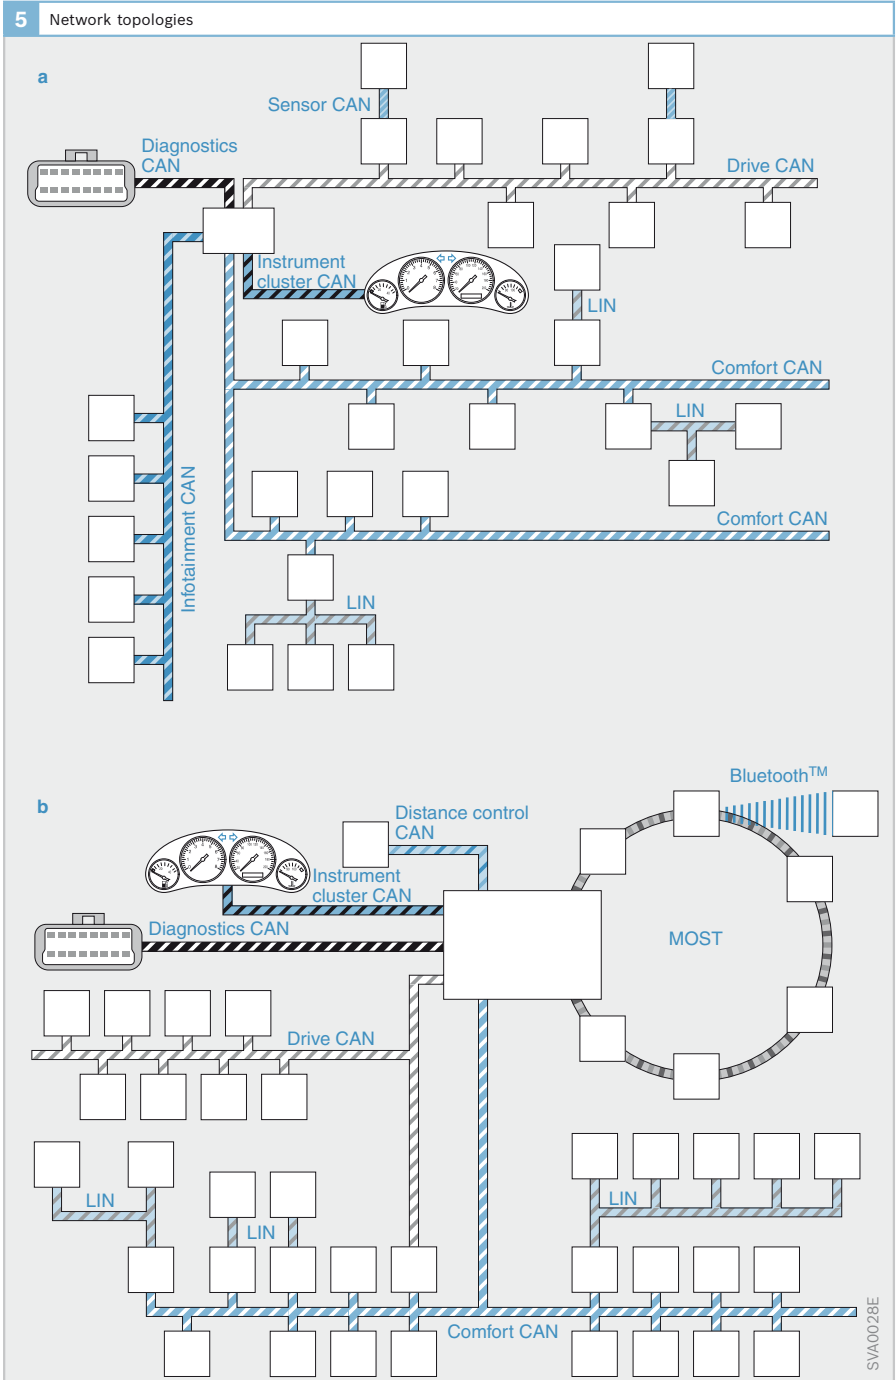 5 Network topologies
a
Sensor CAN
Diagnostics
CAN
Drive CAN
Instrument
cluster CAN
LIN
Comfort CAN
LIN
Infotainment CAN
Comfort CAN
LIN
b
Bluetooth™
Distance control
CAN
Instrument
cluster CAN
Diagnostics CAN
MOST
Drive CAN
LIN
LIN
LIN
Comfort CAN
SVA0028E